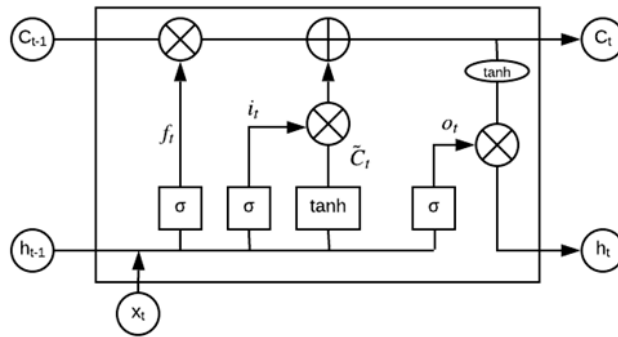 Cₜ₋₁
Cₜ
tanh
iₜ
oₜ
fₜ
C̃ₜ
σ
σ
tanh
σ
hₜ₋₁
hₜ
xₜ